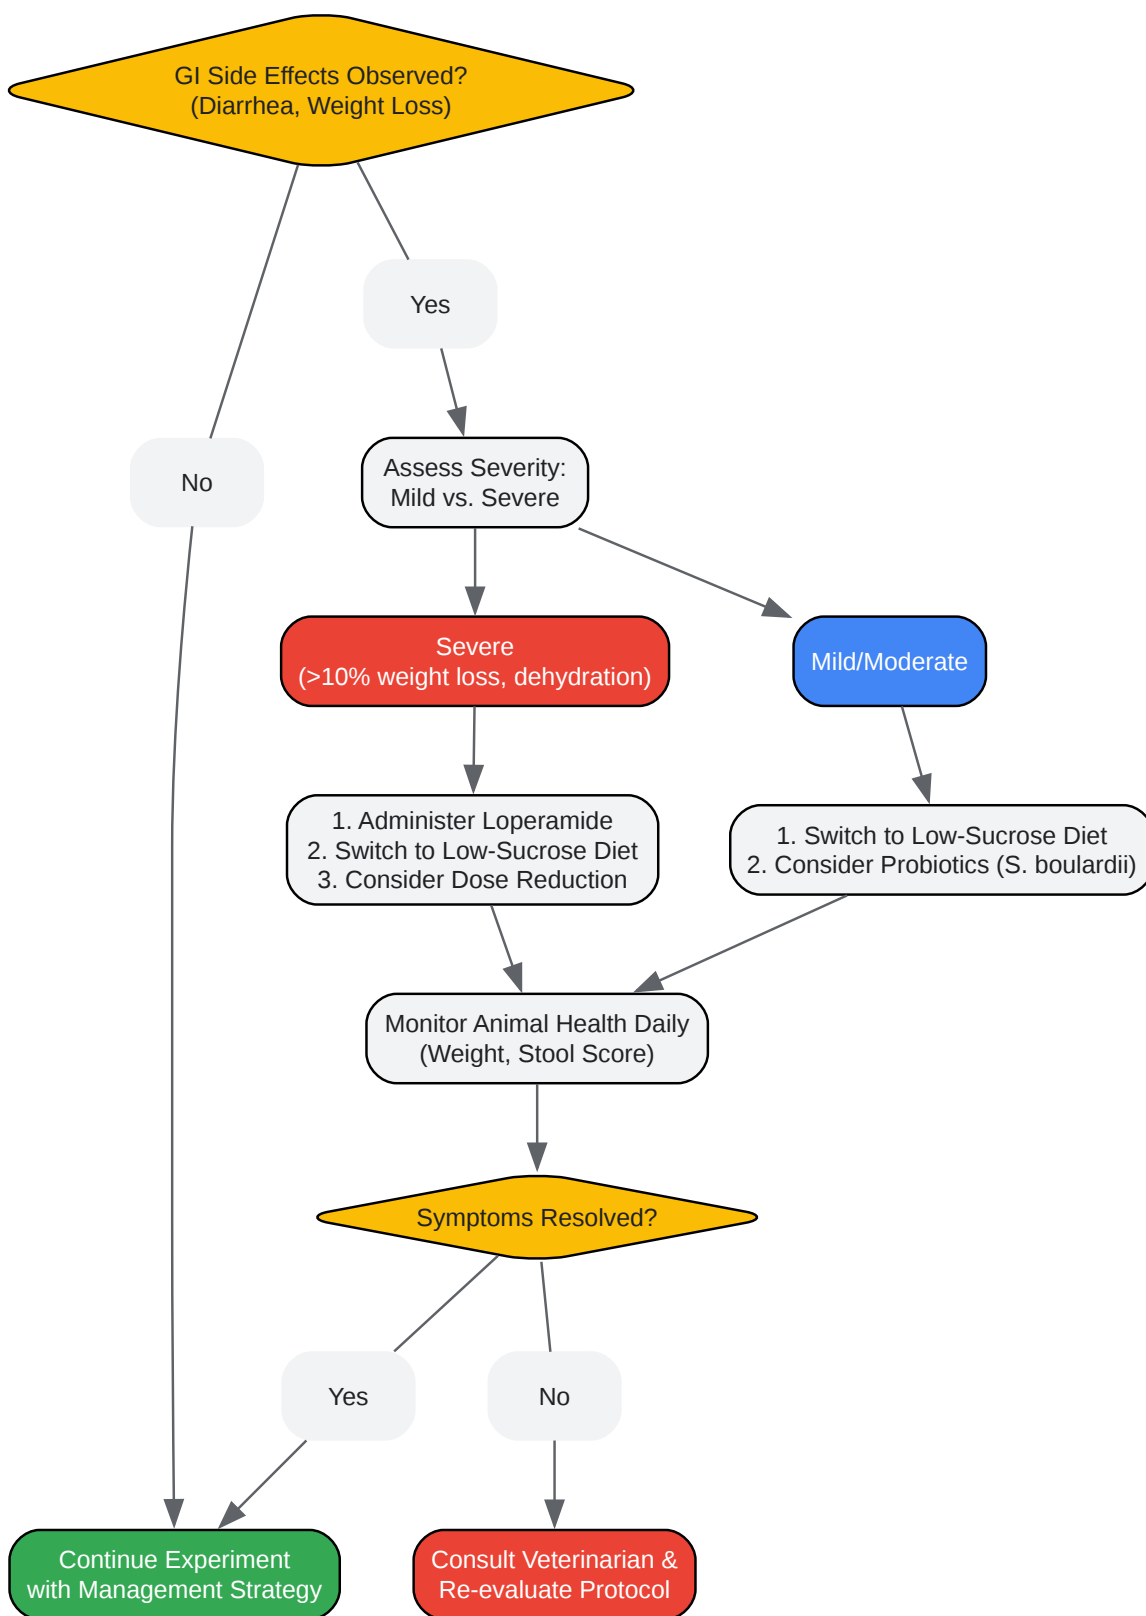 GI Side Effects Observed?
(Diarrhea, Weight Loss)
Yes
No
Assess Severity:
Mild vs. Severe
Severe
(>10% weight loss, dehydration)
Mild/Moderate
1. Administer Loperamide
2. Switch to Low-Sucrose Diet
3. Consider Dose Reduction
1. Switch to Low-Sucrose Diet
2. Consider Probiotics (S. boulardii)
Monitor Animal Health Daily
(Weight, Stool Score)
Symptoms Resolved?
Yes
No
Continue Experiment
with Management Strategy
Consult Veterinarian &
Re-evaluate Protocol